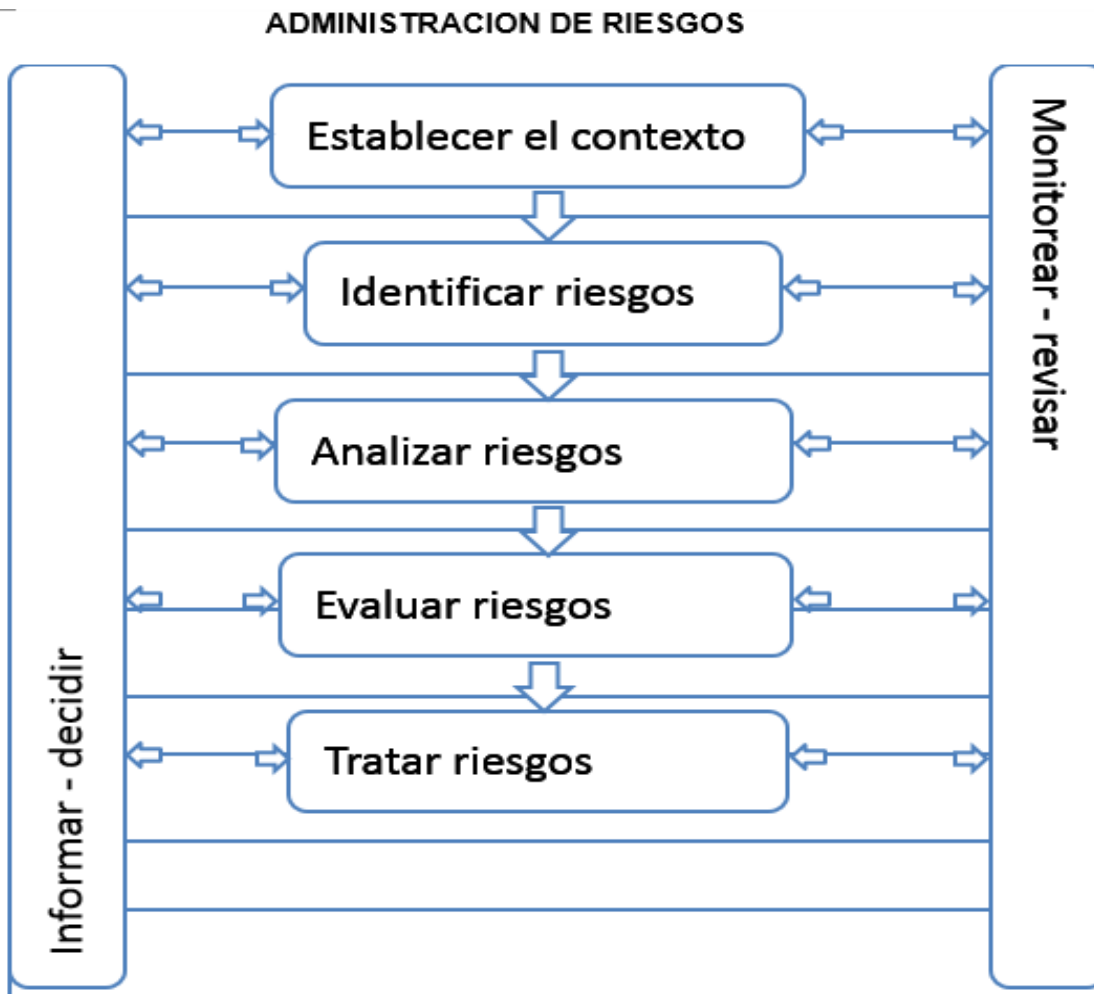 ADMINISTRACION DE RIESGOS
Establecer el contexto
Identificar riesgos
Analizar riesgos
Evaluar riesgos
Tratar riesgos
Informar - decidir
Monitorear - revisar